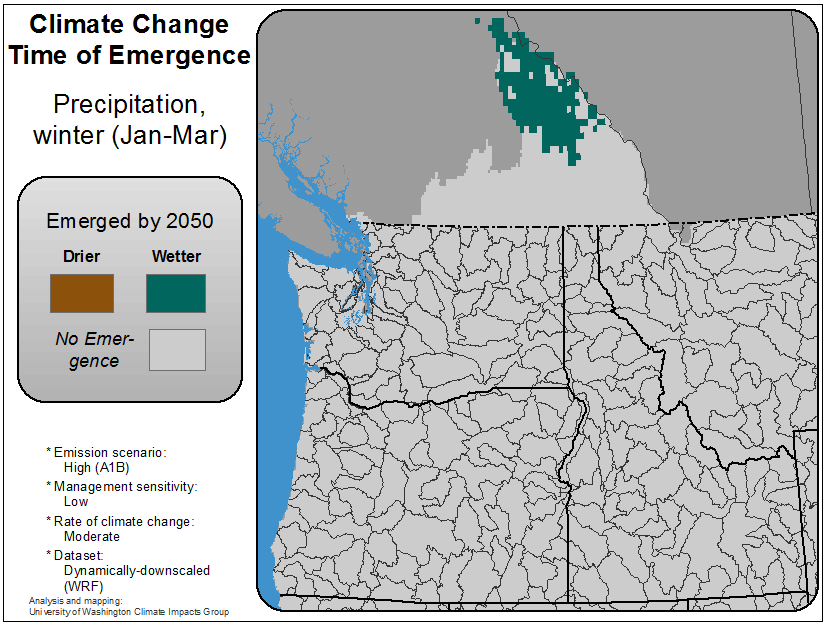 Climate Change
Time of Emergence
Precipitation,
winter (Jan-Mar)
Emerged by 2050
Drier
Wetter
No Emer-
gence
* Emission scenario:
High (A1B)
* Management sensitivity:
Low
* Rate of climate change:
Moderate
* Dataset:
Dynamically-downscaled
(WRF)
Analysis and mapping:
University of Washington Climate Impacts Group